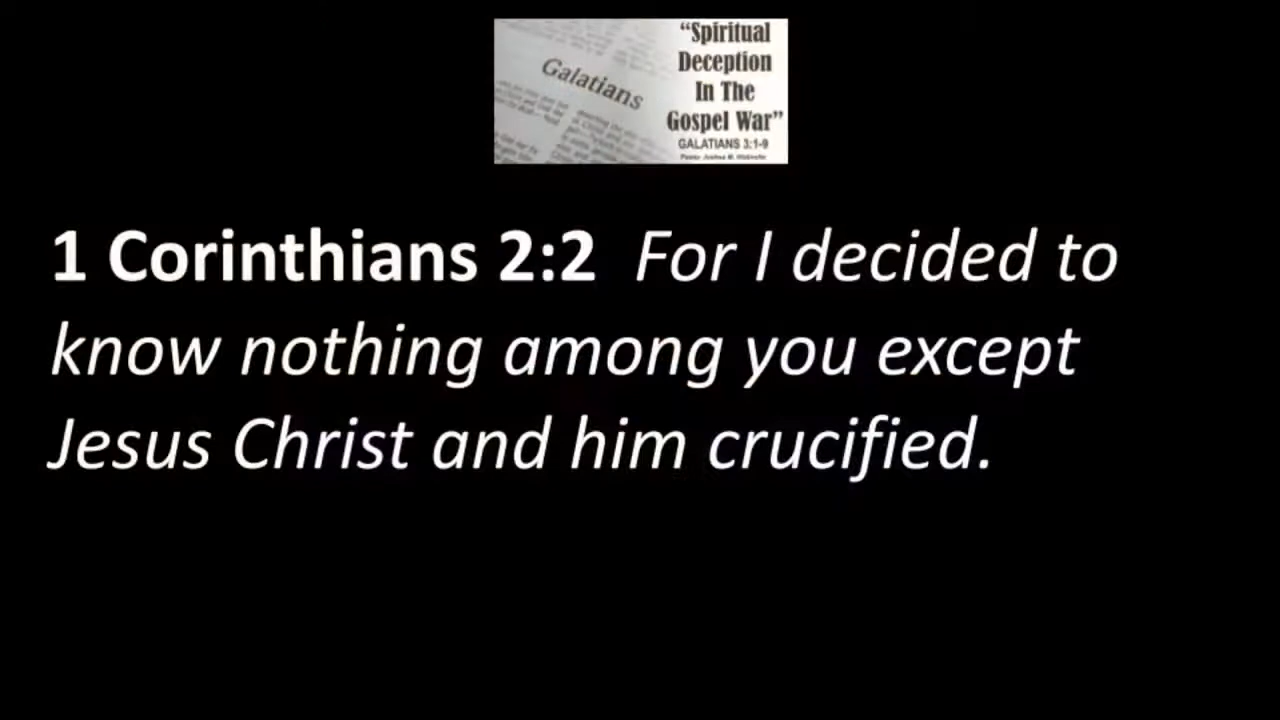 Galatians
“Spiritual
Deception
In The
Gospel War”
GALATIANS 3:1-9
1 Corinthians 2:2 For I decided to
know nothing among you except
Jesus Christ and him crucified.